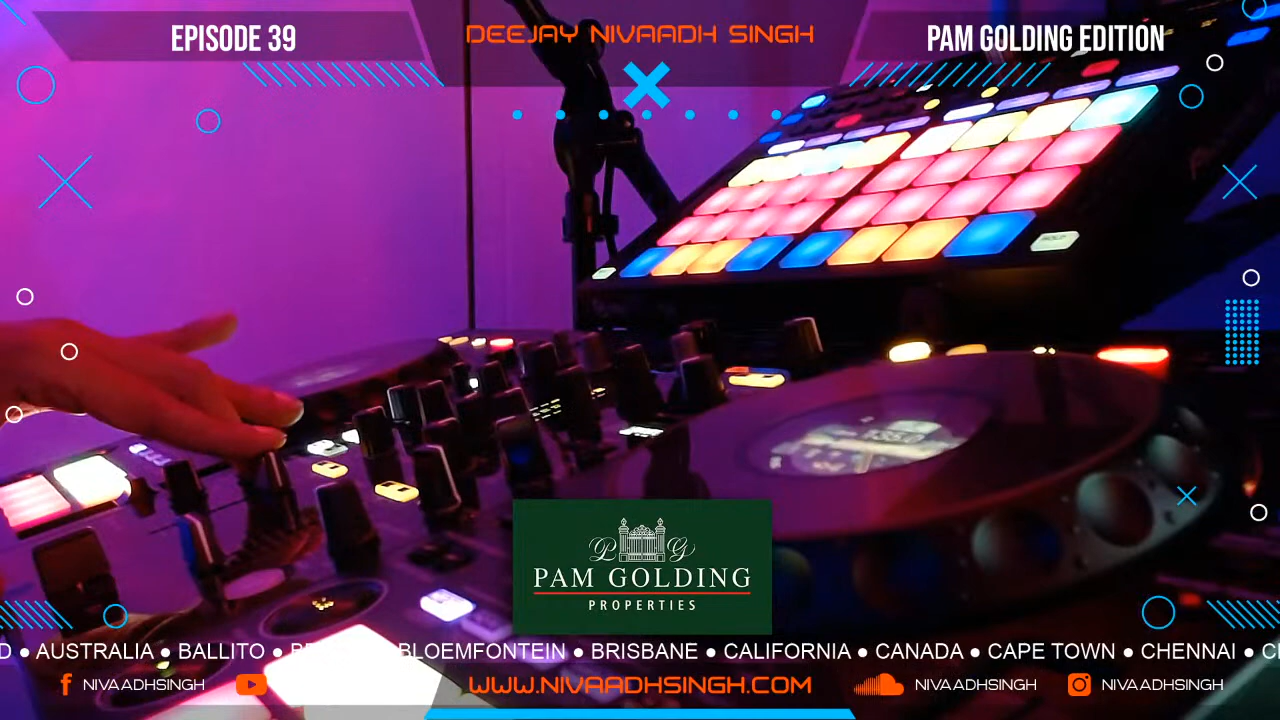 EPISODE 39
DEEJAY NIVAADH SINGH
PAM GOLDING EDITION
P G
PAM GOLDING
PROPERTIES
D ● AUSTRALIA ● BALLITO ● BLOEMFONTEIN ● BRISBANE ● CALIFORNIA ● CANADA ● CAPE TOWN ● CHENNAI ●
NIVAADHSINGH
WWW.NIVAADHSINGH.COM
NIVAADHSINGH
NIVAADHSINGH